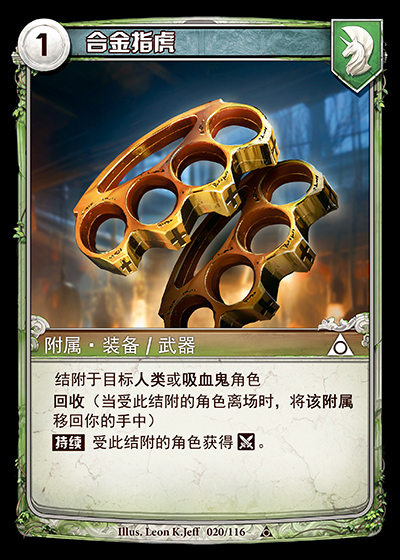 1
合金指虎
附属·装备 / 武器
结附于目标人类或吸血鬼角色
回收（当受此结附的角色离场时，将该附属
移回你的手中）
持续 受此结附的角色获得。
Illus. Leon K.Jeff 020/116